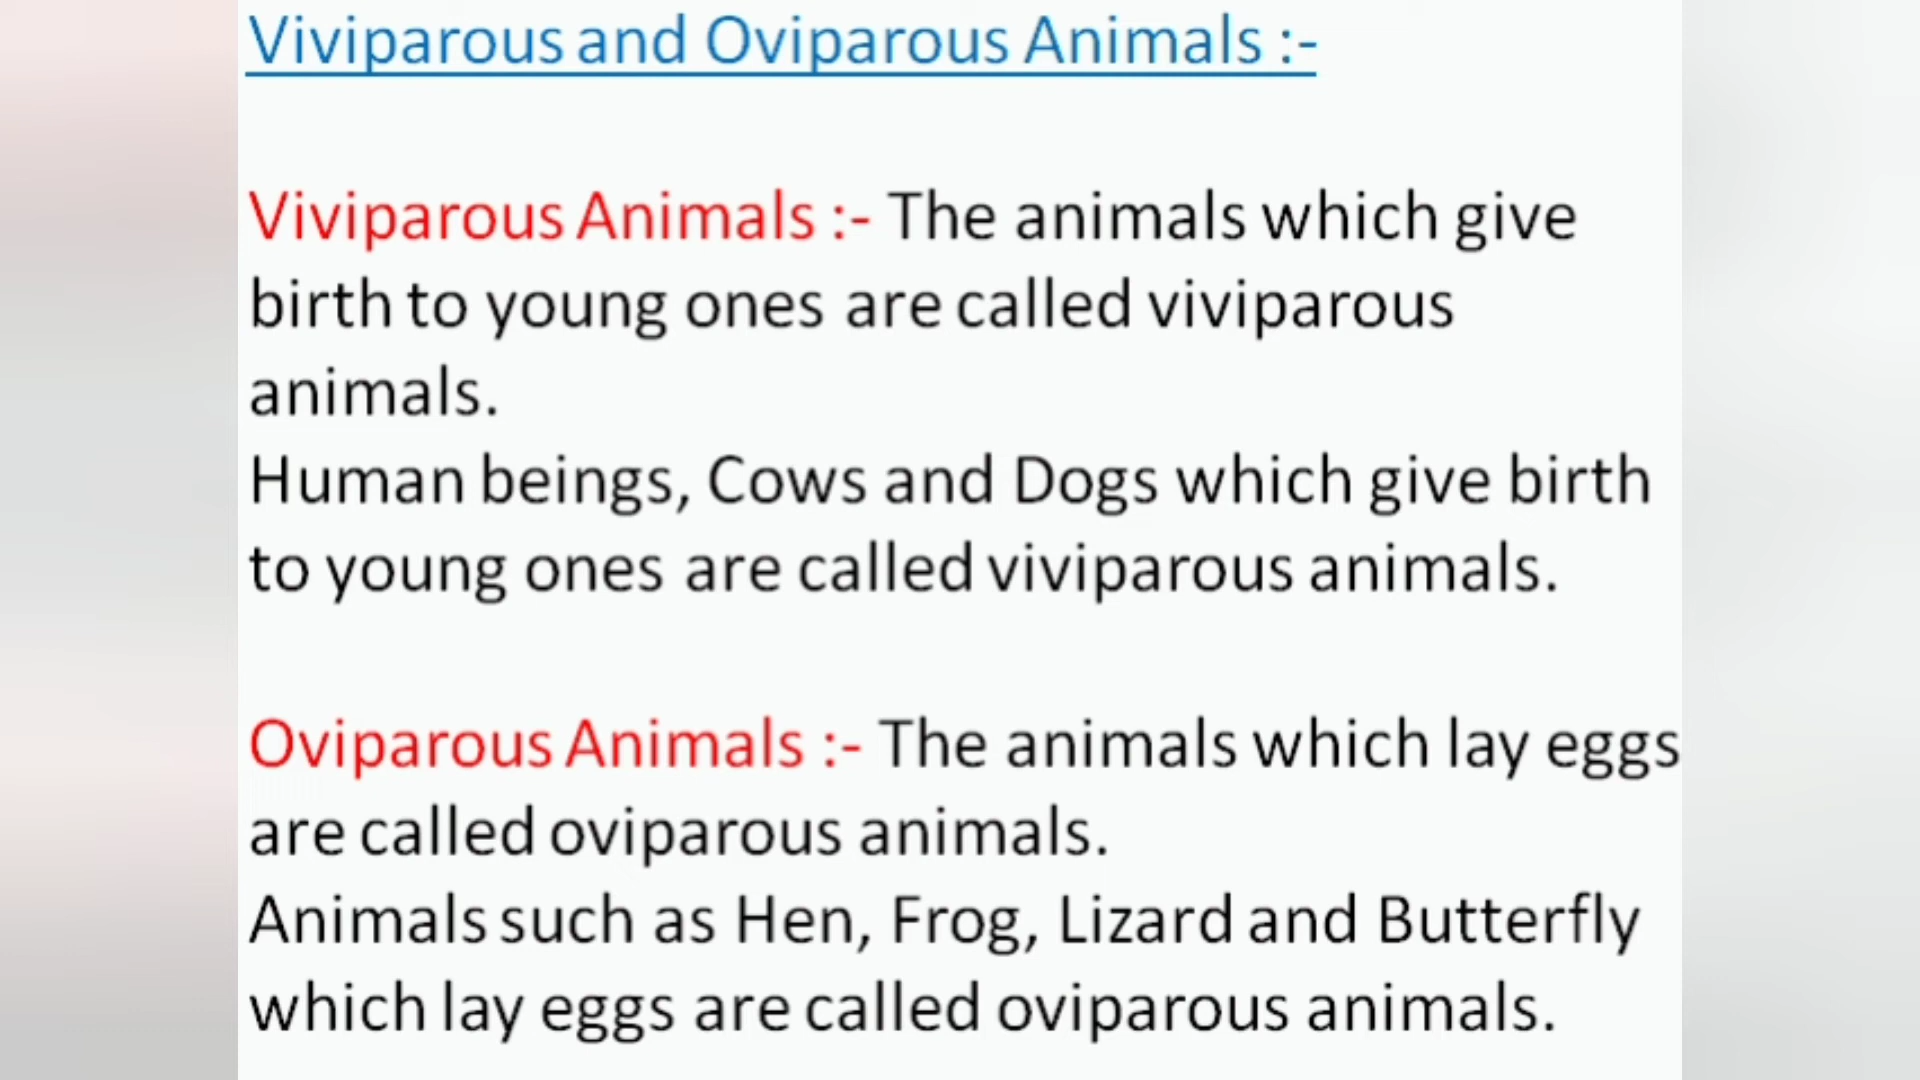 Viviparous and Oviparous Animals :-
Viviparous Animals :- The animals which give
birth to young ones are called viviparous
animals.
Human beings, Cows and Dogs which give birth
to young ones are called viviparous animals.
Oviparous Animals :- The animals which lay eggs
are called oviparous animals.
Animals such as Hen, Frog, Lizard and Butterfly
which lay eggs are called oviparous animals.